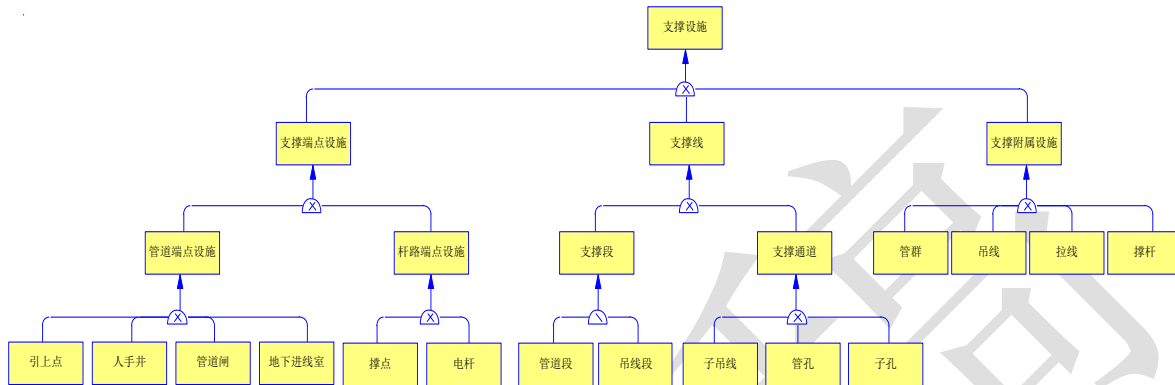 支撑设施
X
支撑端点设施
支撑线
支撑附属设施
X
X
X
管道端点设施
杆路端点设施
支撑段
支撑通道
管群
吊线
拉线
撑杆
X
X
X
引上点
人手井
管道闸
地下进线室
撑点
电杆
管道段
吊线段
子吊线
管孔
子孔